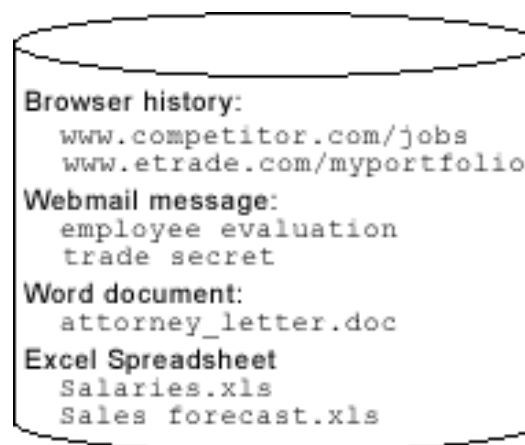 Browser history:
www.competitor.com/jobs
www.etrade.com/myportfolio
Webmail message:
employee evaluation
trade secret
Word document:
attorney_letter.doc
Excel Spreadsheet
Salaries.xls
Sales forecast.xls